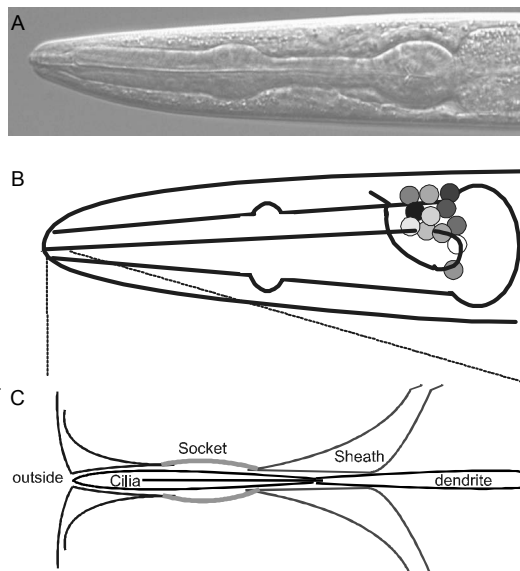 A
B
C
Socket
Sheath
outside
Cilia
dendrite